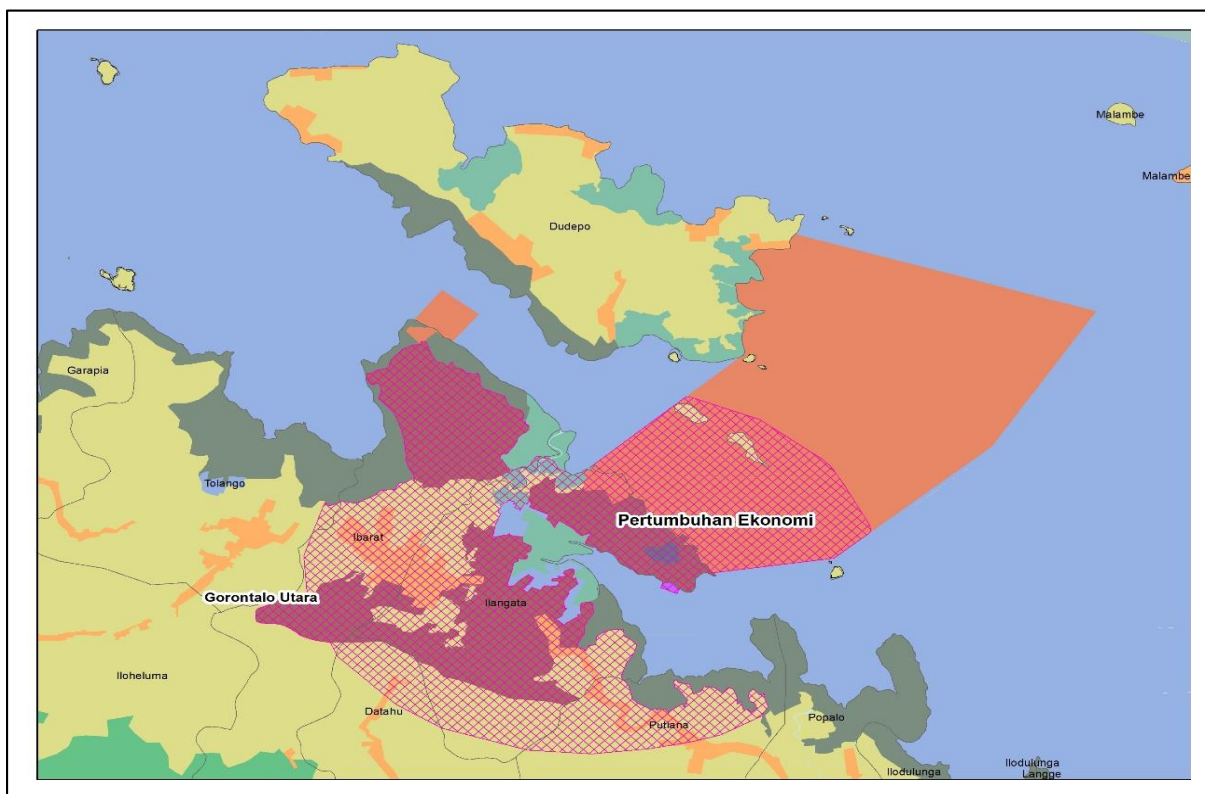 Malambe
Malambe
Dudepo
Garapia
Tolango
Pertumbuhan Ekonomi
Ibarat
Gorontalo Utara
Ilangata
Iloheluma
Datahu
Putiana
Popalo
Ilodulunga
Ilodulunga
Langge